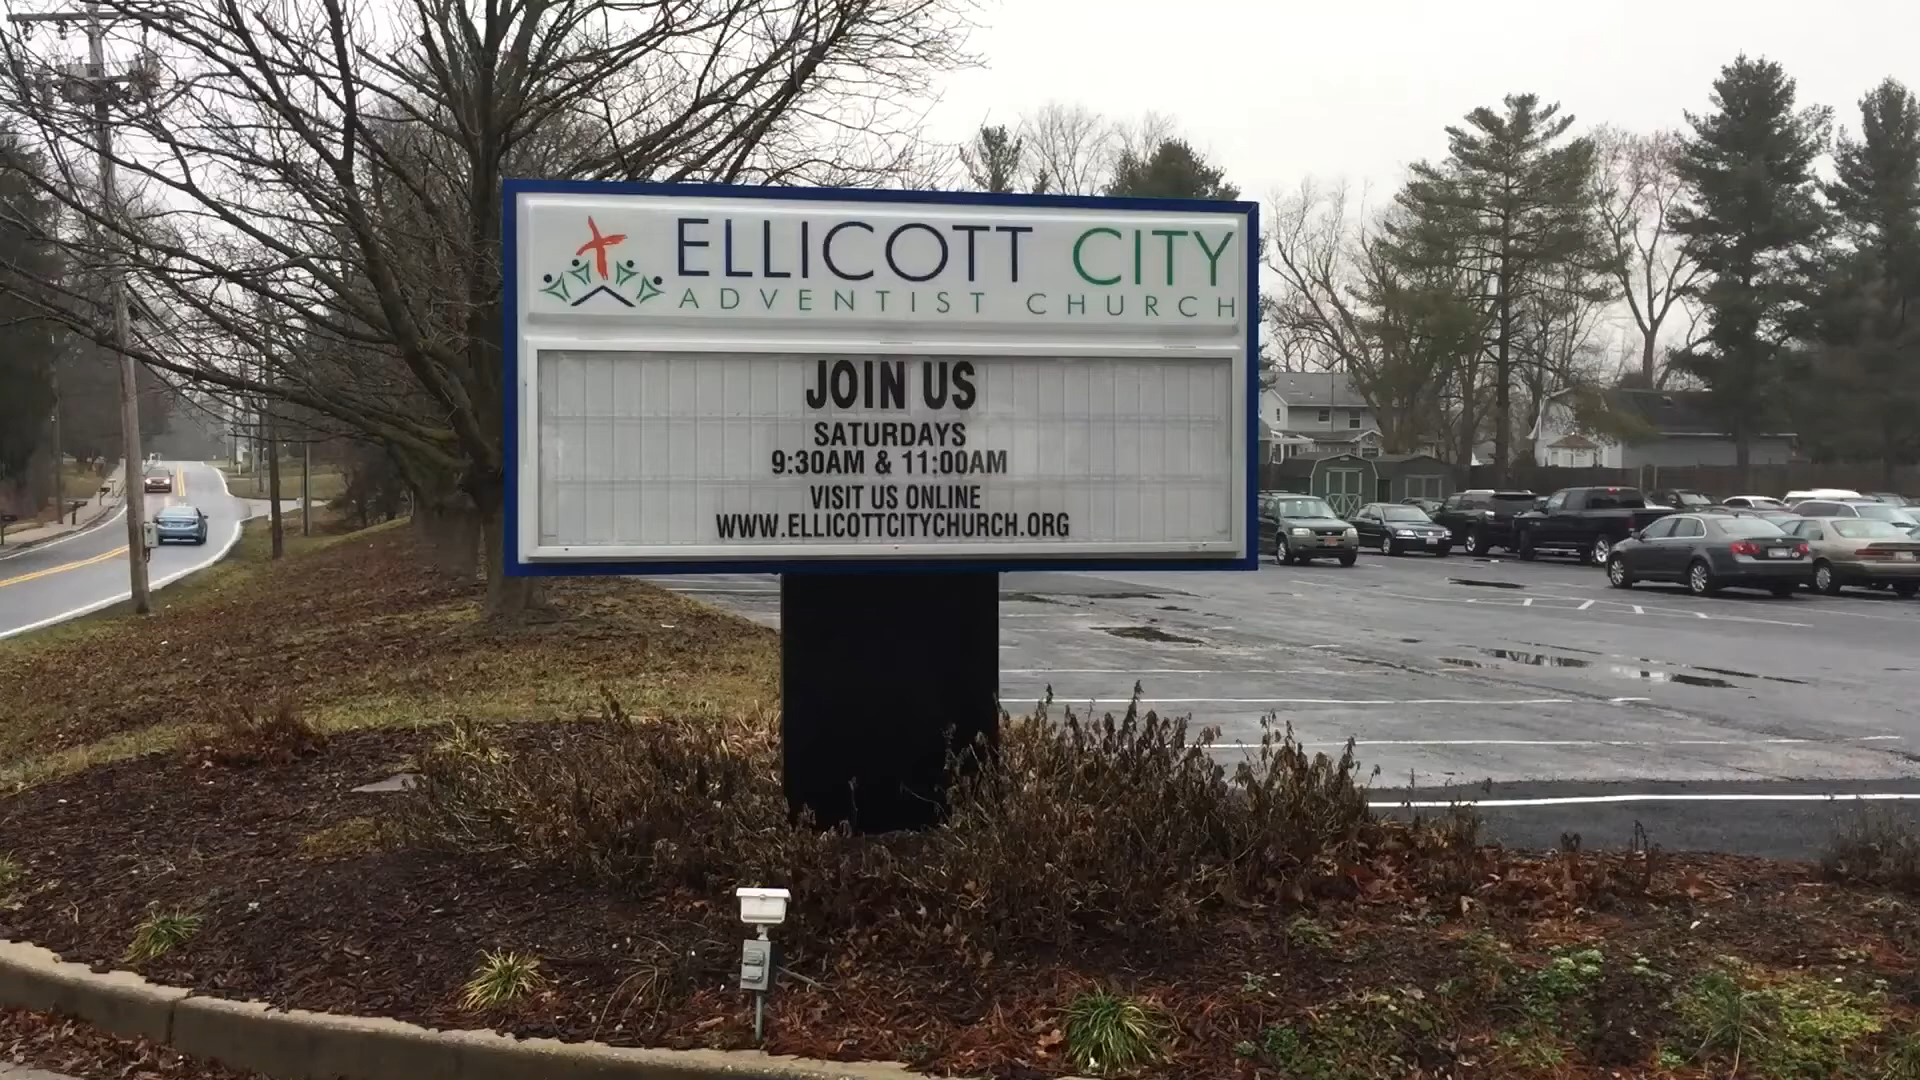 ELLICOTT CITY
ADVENTIST CHURCH
JOIN US
SATURDAYS
9:30AM & 11:00AM
VISIT US ONLINE
WWW.ELLICOTTCITYCHURCH.ORG